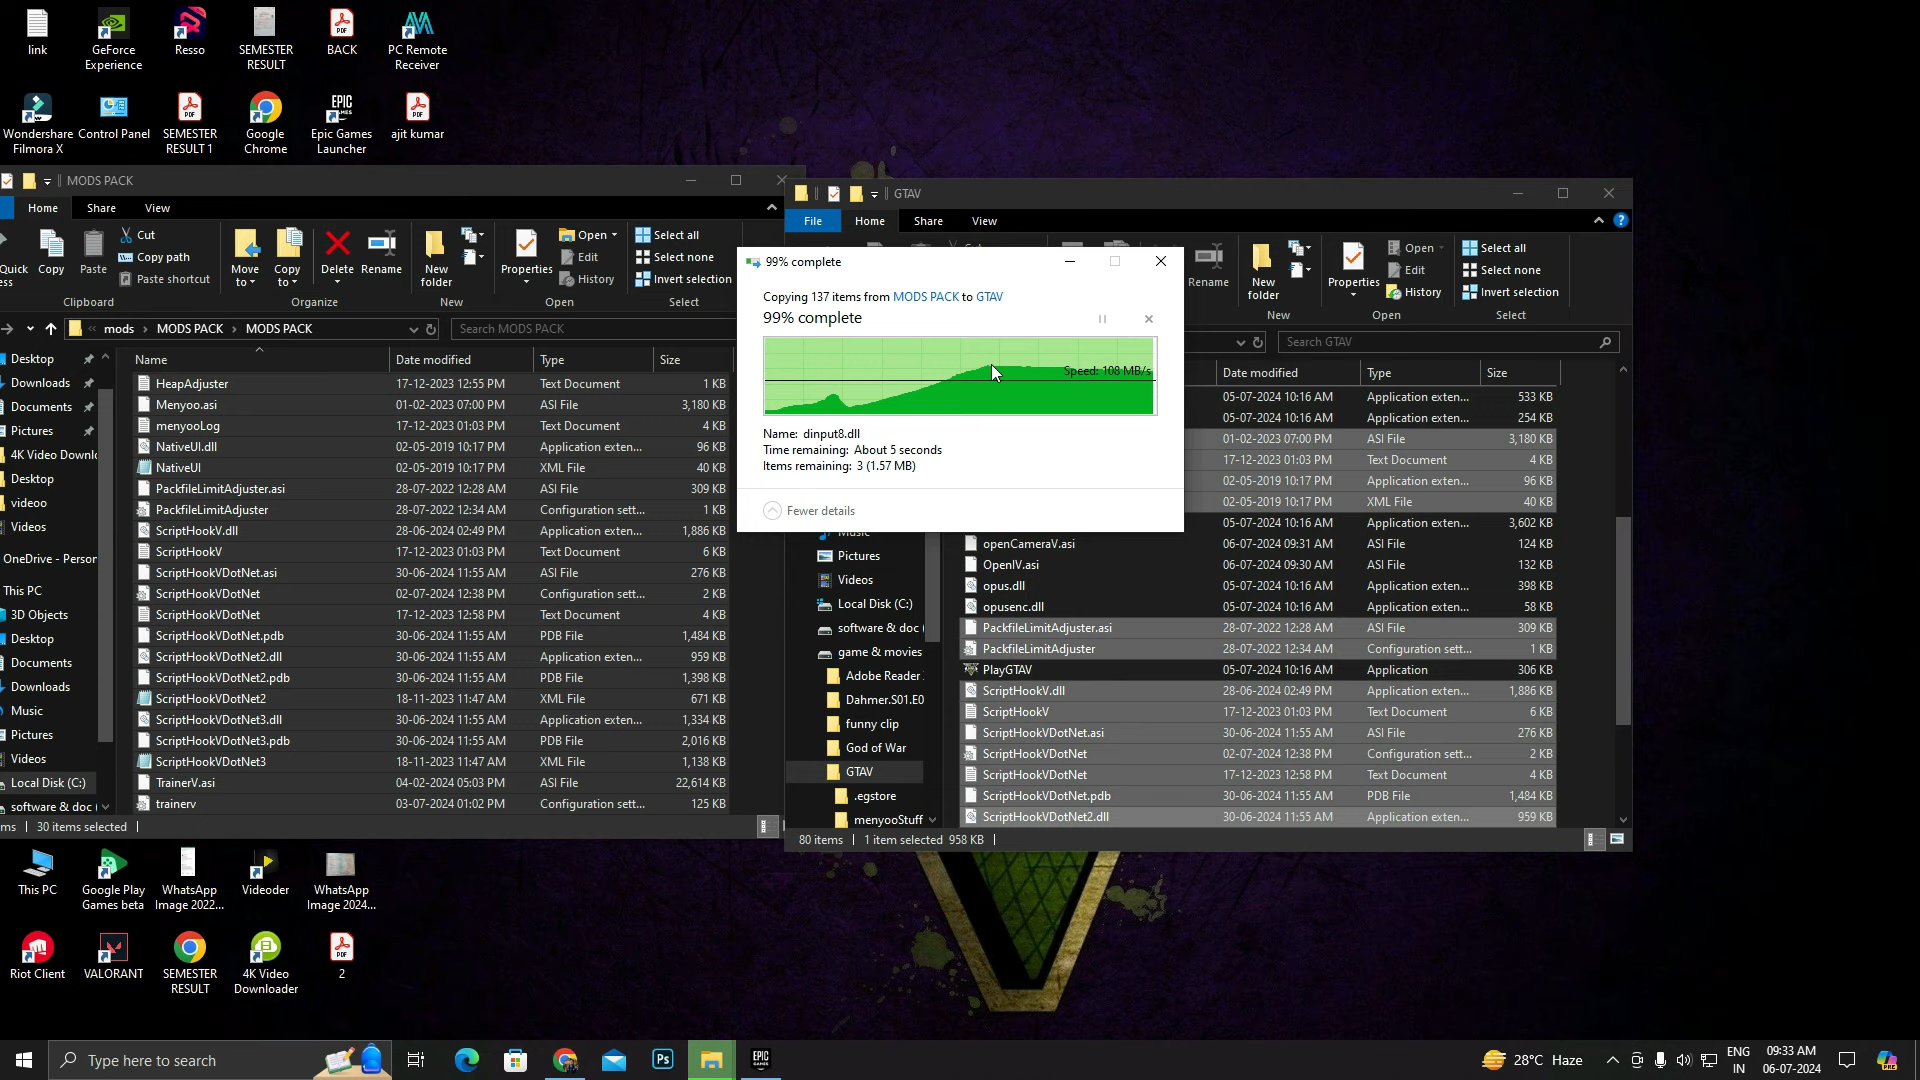 link
GeForce
Experience
Resso
SEMESTER
RESULT
BACK
PC Remote
Receiver
Wondershare
Filmora X
Control Panel
SEMESTER
RESULT 1
Google
Chrome
EPIC
GAMES
Epic Games
Launcher
ajit kumar
MODS PACK
Home
Share
View
Quick
ess
Copy
Paste
Cut
Copy path
Paste shortcut
Clipboard
Move
to
Copy
to
Delete
Rename
Organize
New
folder
New
Properties
Open
Edit
History
Open
Select all
Select none
Invert selection
Select
mods › MODS PACK › MODS PACK
Search MODS PACK
Desktop
Downloads
Documents
Pictures
4K Video Downlo
Desktop
videoo
Videos
OneDrive - Person
This PC
3D Objects
Desktop
Documents
Downloads
Music
Pictures
Videos
Local Disk (C:)
software & doc (
Name Date modified Type Size
HeapAdjuster 17-12-2023 12:55 PM Text Document 1 KB
Menyoo.asi 01-02-2023 07:00 PM ASI File 3,180 KB
menyooLog 17-12-2023 01:03 PM Text Document 4 KB
NativeUI.dll 02-05-2019 10:17 PM Application exten... 96 KB
NativeUI 02-05-2019 10:17 PM XML File 40 KB
PackfileLimitAdjuster.asi 28-07-2022 12:28 AM ASI File 309 KB
PackfileLimitAdjuster 28-07-2022 12:34 AM Configuration sett... 1 KB
ScriptHookV.dll 28-06-2024 02:49 PM Application exten... 1,886 KB
ScriptHookV 17-12-2023 01:03 PM Text Document 6 KB
ScriptHookVDotNet.asi 30-06-2024 11:55 AM ASI File 276 KB
ScriptHookVDotNet 02-07-2024 12:38 PM Configuration sett... 2 KB
ScriptHookVDotNet 17-12-2023 12:58 PM Text Document 4 KB
ScriptHookVDotNet.pdb 30-06-2024 11:55 AM PDB File 1,484 KB
ScriptHookVDotNet2.dll 30-06-2024 11:55 AM Application exten... 959 KB
ScriptHookVDotNet2.pdb 30-06-2024 11:55 AM PDB File 1,398 KB
ScriptHookVDotNet2 18-11-2023 11:47 AM XML File 671 KB
ScriptHookVDotNet3.dll 30-06-2024 11:55 AM Application exten... 1,334 KB
ScriptHookVDotNet3.pdb 30-06-2024 11:55 AM PDB File 2,016 KB
ScriptHookVDotNet3 18-11-2023 11:47 AM XML File 1,138 KB
TrainerV.asi 04-02-2024 05:03 PM ASI File 22,614 KB
trainerv 03-07-2024 01:02 PM Configuration sett... 125 KB
ms 30 items selected
99% complete
Copying 137 items from MODS PACK to GTAV
99% complete
Speed: 108 MB/s
Name: dinput8.dll
Time remaining: About 5 seconds
Items remaining: 3 (1.57 MB)
Fewer details
GTAV
File
Home
Share
View
Rename
New
folder
New
Properties
Open
Edit
History
Open
Select all
Select none
Invert selection
Select
Search GTAV
Music
Pictures
Videos
Local Disk (C:)
software & doc (
game & movies
Adobe Reader
Dahmer.S01.E0
funny clip
God of War
GTAV
.egstore
menyooStuff
Date modified Type Size
05-07-2024 10:16 AM Application exten... 533 KB
05-07-2024 10:16 AM Application exten... 254 KB
01-02-2023 07:00 PM ASI File 3,180 KB
17-12-2023 01:03 PM Text Document 4 KB
02-05-2019 10:17 PM Application exten... 96 KB
02-05-2019 10:17 PM XML File 40 KB
05-07-2024 10:16 AM Application exten... 3,602 KB
openCameraV.asi 06-07-2024 09:31 AM ASI File 124 KB
OpenIV.asi 06-07-2024 09:30 AM ASI File 132 KB
opus.dll 05-07-2024 10:16 AM Application exten... 398 KB
opusenc.dll 05-07-2024 10:16 AM Application exten... 58 KB
PackfileLimitAdjuster.asi 28-07-2022 12:28 AM ASI File 309 KB
PackfileLimitAdjuster 28-07-2022 12:34 AM Configuration sett... 1 KB
PlayGTAV 05-07-2024 10:16 AM Application 306 KB
ScriptHookV.dll 28-06-2024 02:49 PM Application exten... 1,886 KB
ScriptHookV 17-12-2023 01:03 PM Text Document 6 KB
ScriptHookVDotNet.asi 30-06-2024 11:55 AM ASI File 276 KB
ScriptHookVDotNet 02-07-2024 12:38 PM Configuration sett... 2 KB
ScriptHookVDotNet 17-12-2023 12:58 PM Text Document 4 KB
ScriptHookVDotNet.pdb 30-06-2024 11:55 AM PDB File 1,484 KB
ScriptHookVDotNet2.dll 30-06-2024 11:55 AM Application exten... 959 KB
80 items 1 item selected 958 KB
This PC
Google Play
Games beta
WhatsApp
Image 2022...
Videoder
WhatsApp
Image 2024...
Riot Client
VALORANT
SEMESTER
RESULT
4K Video
Downloader
2
Type here to search
Ps
EPIC
28°C Haze
ENG
IN
09:33 AM
06-07-2024